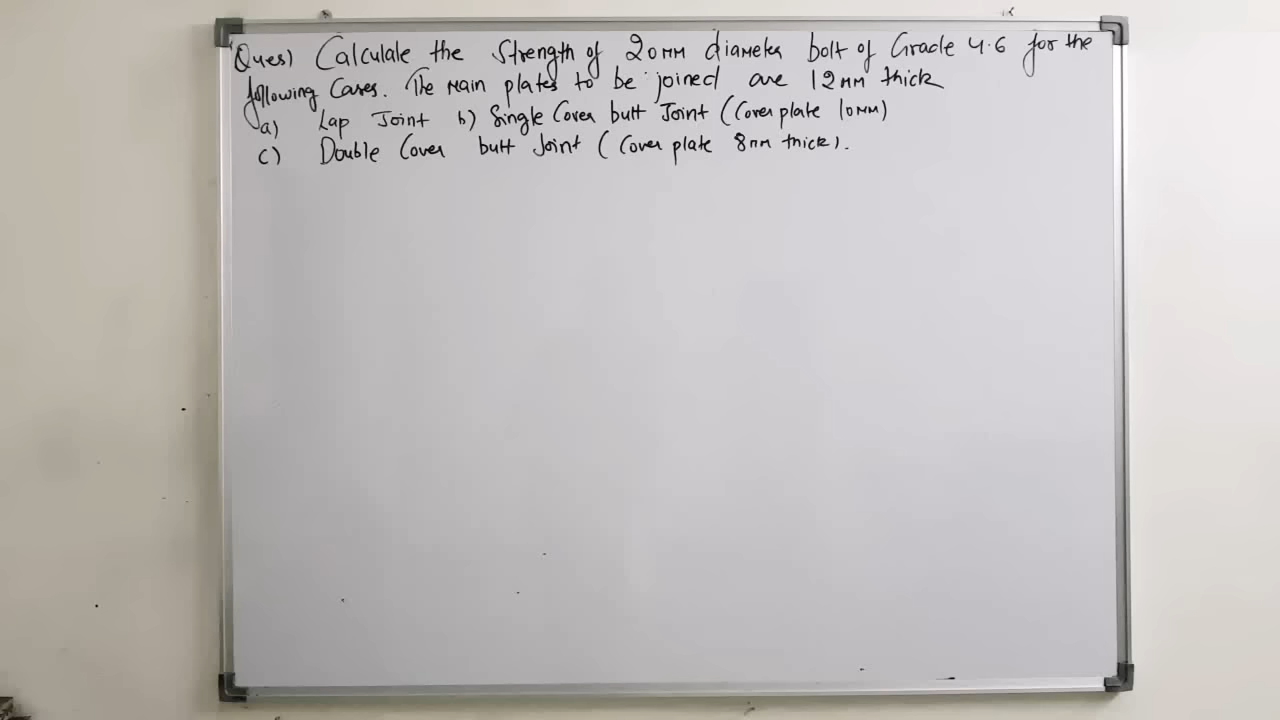 Ques) Calculate the Strength of 20mm diameter bolt of Grade 4.6 for the
following Cases. The main plates to be joined are 12mm thick
a) Lap Joint b) Single Cover butt Joint (Cover plate 10mm)
c) Double Cover butt Joint (Cover plate 8mm thick).